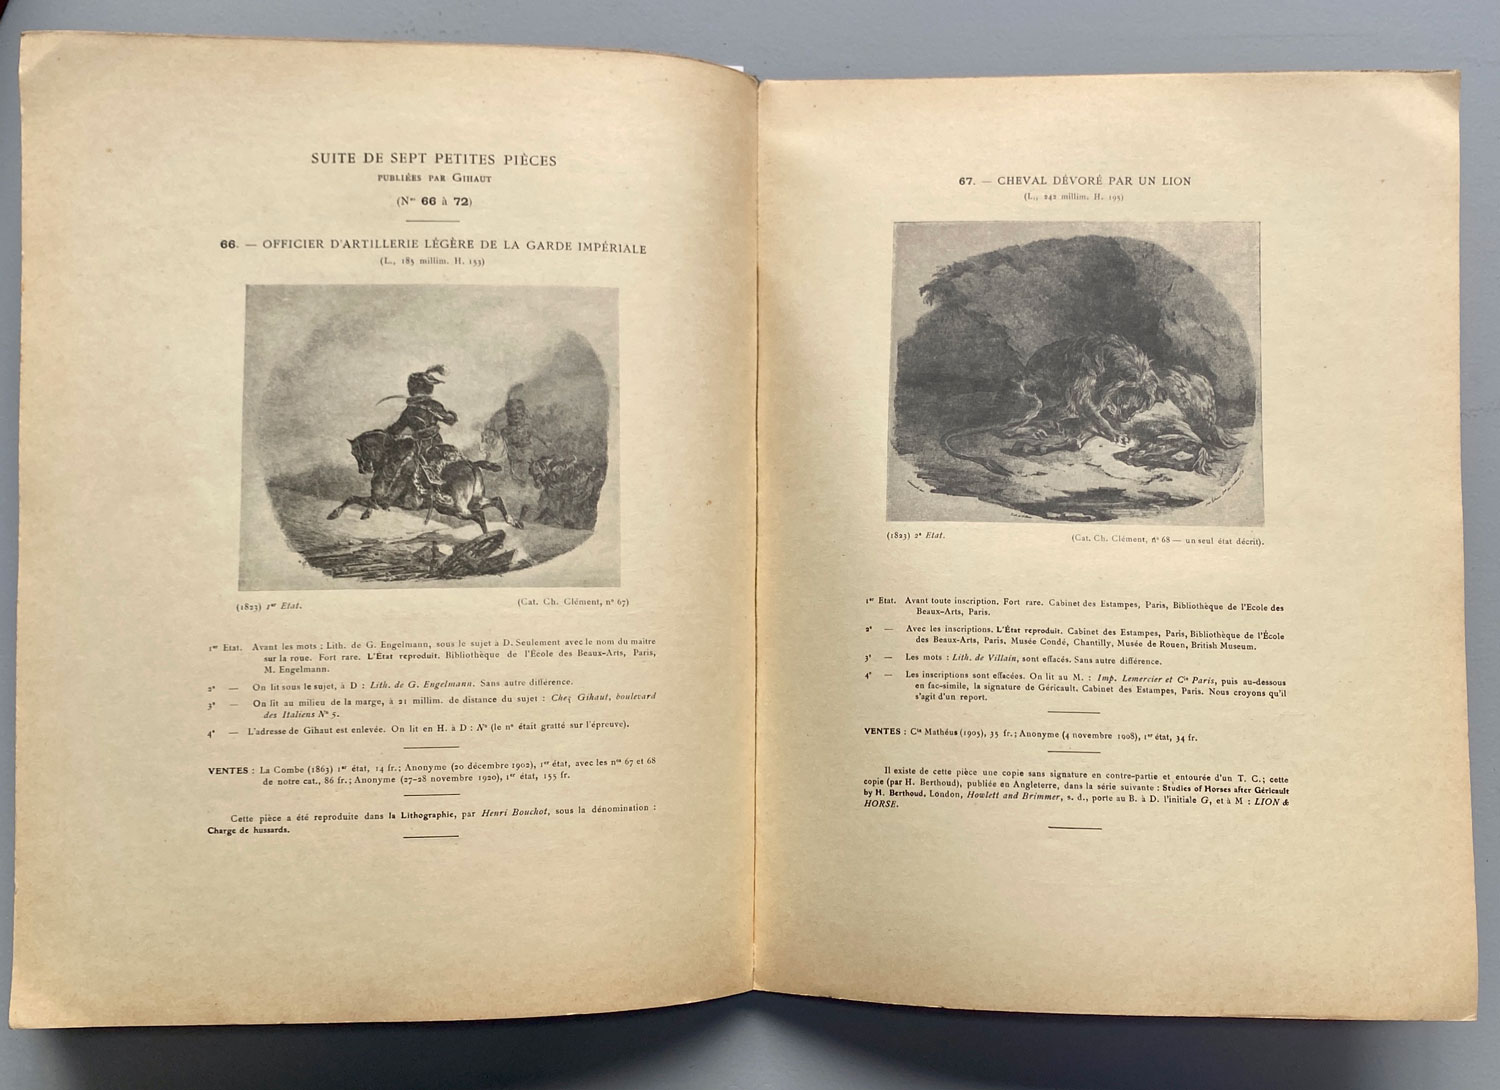 SUITE DE SEPT PETITES PIÈCES
PUBLIÉES PAR GIHAUT
(Nos 66 à 72)
66. — OFFICIER D'ARTILLERIE LÉGÈRE DE LA GARDE IMPÉRIALE
(L., 185 millim. H. 153)
(1823) 1er Etat.
(Cat. Ch. Clément, no 67)
1er Etat. Avant les mots : Lith. de G. Engelmann, sous le sujet à D. Seulement avec le nom du maître
sur la roue. Fort rare. L'État reproduit. Bibliothèque de l'École des Beaux-Arts, Paris,
M. Engelmann.
2e — On lit sous le sujet, à D : Lith. de G. Engelmann. Sans autre différence.
3e — On lit au milieu de la marge, à 21 millim. de distance du sujet : Chez Gihaut, boulevard
des Italiens No 5.
4e — L'adresse de Gihaut est enlevée. On lit en H. à D : No (le no était gratté sur l'épreuve).
VENTES : La Combe (1863) 1er état, 14 fr.; Anonyme (20 décembre 1902), 1er état, avec les nos 67 et 68
de notre cat., 86 fr.; Anonyme (27-28 novembre 1920), 1er état, 155 fr.
Cette pièce a été reproduite dans la Lithographie, par Henri Bouchot, sous la dénomination :
Charge de hussards.
67. — CHEVAL DÉVORÉ PAR UN LION
(L., 242 millim. H. 195)
(1823) 2e Etat.
(Cat. Ch. Clément, no 68 — un seul état décrit).
1er Etat. Avant toute inscription. Fort rare. Cabinet des Estampes, Paris, Bibliothèque de l'Ecole des
Beaux-Arts, Paris.
2e — Avec les inscriptions. L'État reproduit. Cabinet des Estampes, Paris, Bibliothèque de l'École
des Beaux-Arts, Paris. Musée Condé, Chantilly, Musée de Rouen, British Museum.
3e — Les mots : Lith. de Villain, sont effacés. Sans autre différence.
4e — Les inscriptions sont effacées. On lit au M. : Imp. Lemercier et Cie Paris, puis au-dessous
en fac-simile, la signature de Géricault. Cabinet des Estampes, Paris. Nous croyons qu'il
s'agit d'un report.
VENTES : Cte Mathéus (1905), 35 fr.; Anonyme (4 novembre 1908), 1er état, 34 fr.
Il existe de cette pièce une copie sans signature en contre-partie et entourée d'un T. C.; cette
copie (par H. Berthoud), publiée en Angleterre, dans la série suivante : Studies of Horses after Géricault
by H. Berthoud, London, Howlett and Brimmer, s. d., porte au B. à D. l'initiale G, et à M : LION &
HORSE.